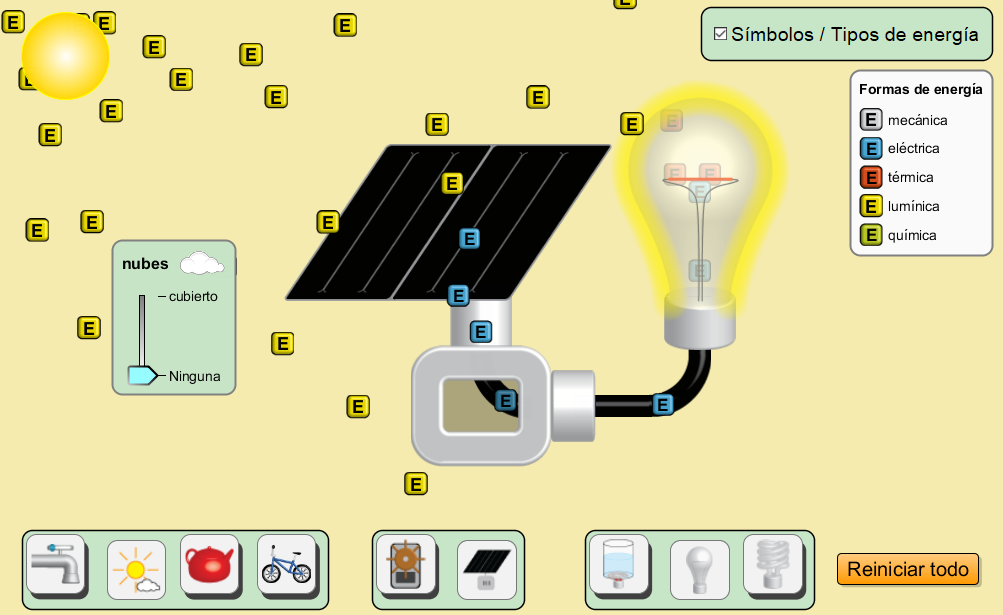 Símbolos / Tipos de energía
Formas de energía
E mecánica
E eléctrica
E térmica
E lumínica
E química
E E E E E E E E E E E E E E E E E E E E E
nubes
cubierto
Ninguna
E E E E E E E E E E
Reiniciar todo